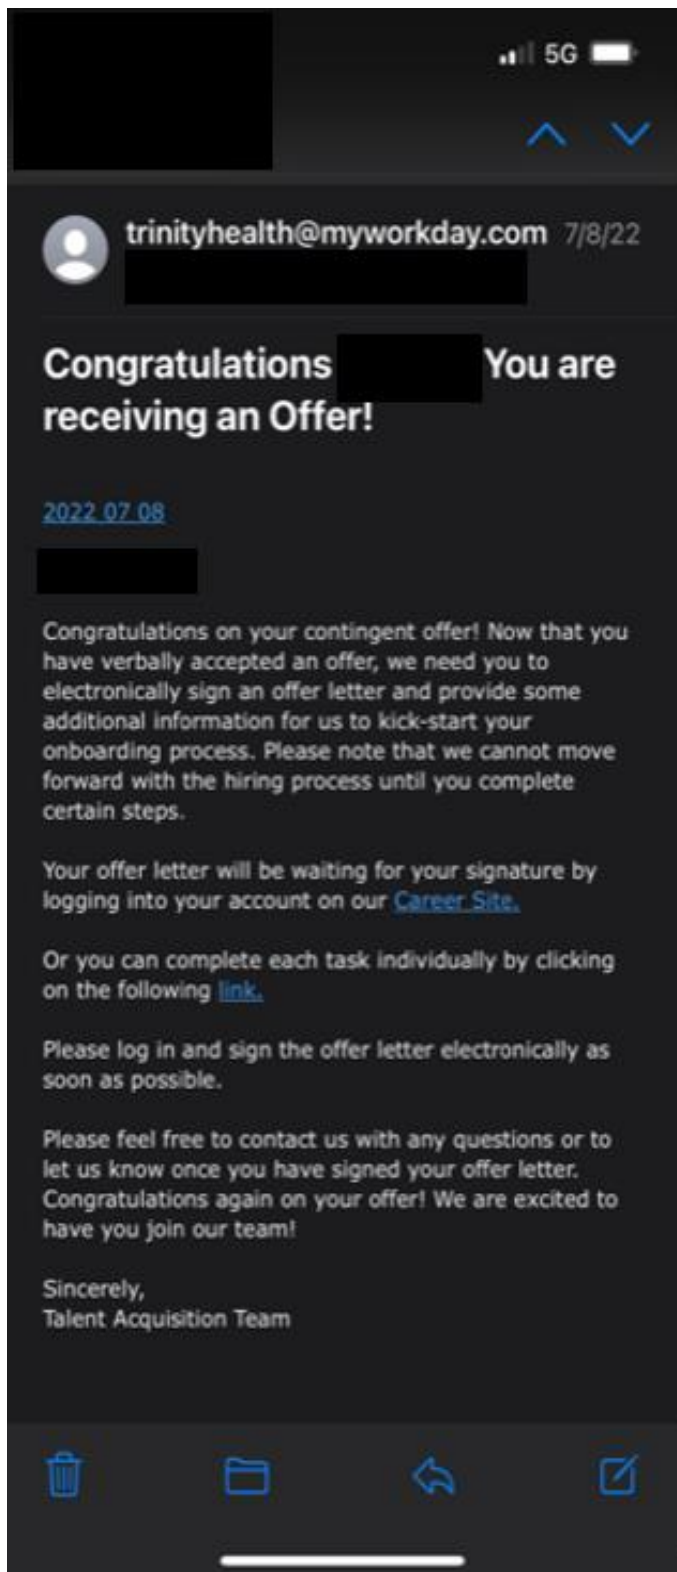 5G
trinityhealth@myworkday.com 7/8/22
Congratulations You are
receiving an Offer!
2022 07 08
Congratulations on your contingent offer! Now that you
have verbally accepted an offer, we need you to
electronically sign an offer letter and provide some
additional information for us to kick-start your
onboarding process. Please note that we cannot move
forward with the hiring process until you complete
certain steps.
Your offer letter will be waiting for your signature by
logging into your account on our Career Site.
Or you can complete each task individually by clicking
on the following link.
Please log in and sign the offer letter electronically as
soon as possible.
Please feel free to contact us with any questions or to
let us know once you have signed your offer letter.
Congratulations again on your offer! We are excited to
have you join our team!
Sincerely,
Talent Acquisition Team